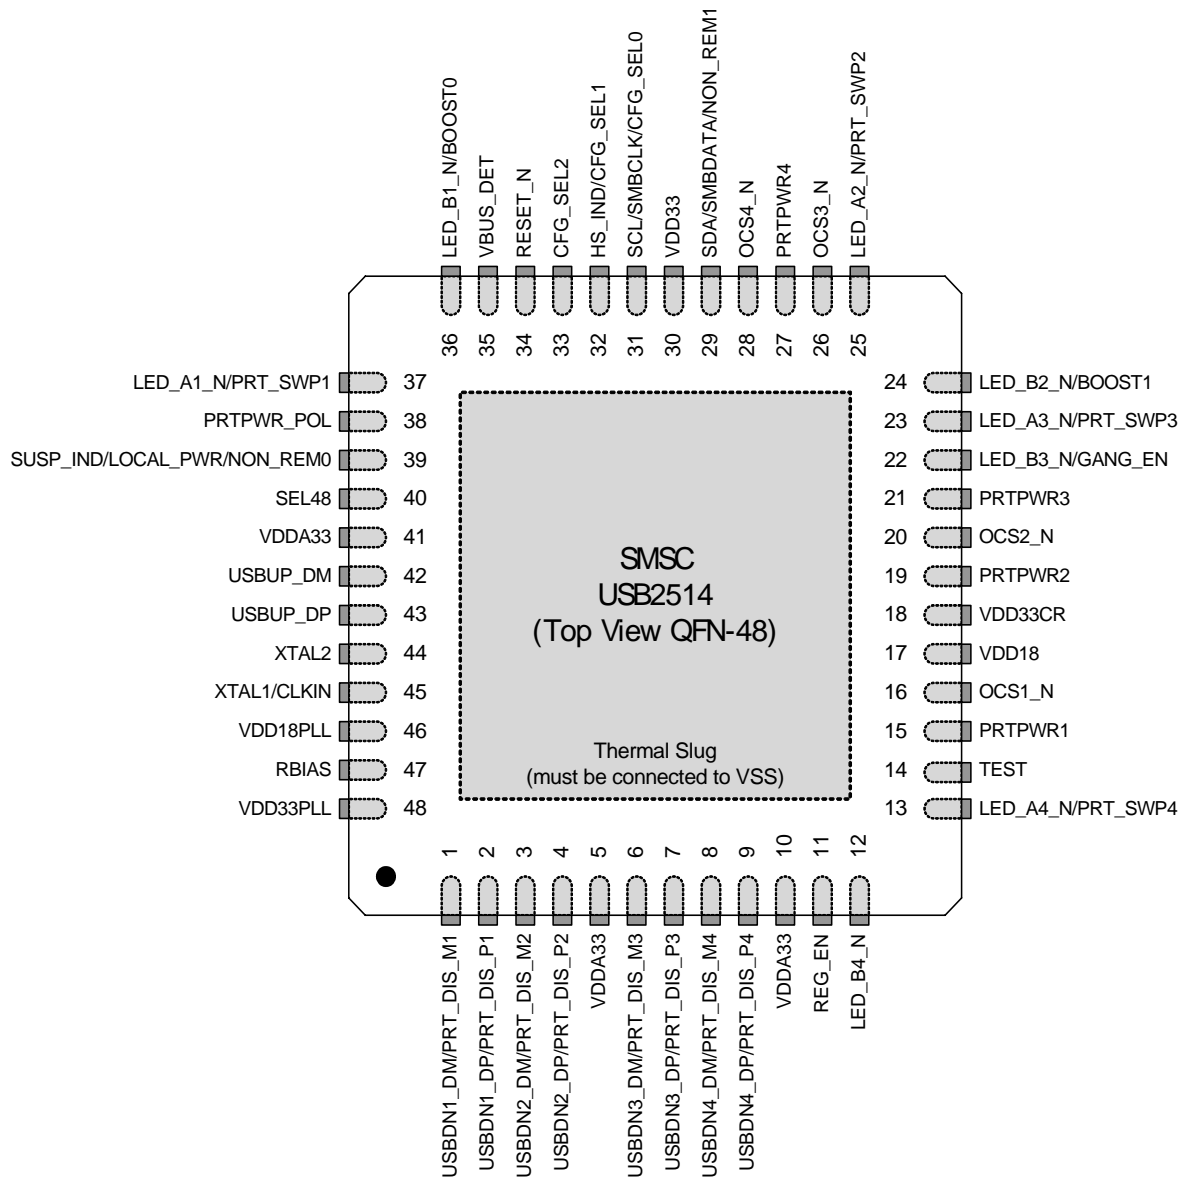 LED_B1_N/BOOST0
VBUS_DET
RESET_N
CFG_SEL2
HS_IND/CFG_SEL1
SCL/SMBCLK/CFG_SEL0
VDD33
SDA/SMBDATA/NON_REM1
OCS4_N
PRTPWR4
OCS3_N
LED_A2_N/PRT_SWP2
36
35
34
33
32
31
30
29
28
27
26
25
LED_A1_N/PRT_SWP1 37
PRTPWR_POL 38
SUSP_IND/LOCAL_PWR/NON_REM0 39
SEL48 40
VDDA33 41
USBUP_DM 42
USBUP_DP 43
XTAL2 44
XTAL1/CLKIN 45
VDD18PLL 46
RBIAS 47
VDD33PLL 48
SMSC
USB2514
(Top View QFN-48)
Thermal Slug
(must be connected to VSS)
24 LED_B2_N/BOOST1
23 LED_A3_N/PRT_SWP3
22 LED_B3_N/GANG_EN
21 PRTPWR3
20 OCS2_N
19 PRTPWR2
18 VDD33CR
17 VDD18
16 OCS1_N
15 PRTPWR1
14 TEST
13 LED_A4_N/PRT_SWP4
1
2
3
4
5
6
7
8
9
10
11
12
USBDN1_DM/PRT_DIS_M1
USBDN1_DP/PRT_DIS_P1
USBDN2_DM/PRT_DIS_M2
USBDN2_DP/PRT_DIS_P2
VDDA33
USBDN3_DM/PRT_DIS_M3
USBDN3_DP/PRT_DIS_P3
USBDN4_DM/PRT_DIS_M4
USBDN4_DP/PRT_DIS_P4
VDDA33
REG_EN
LED_B4_N